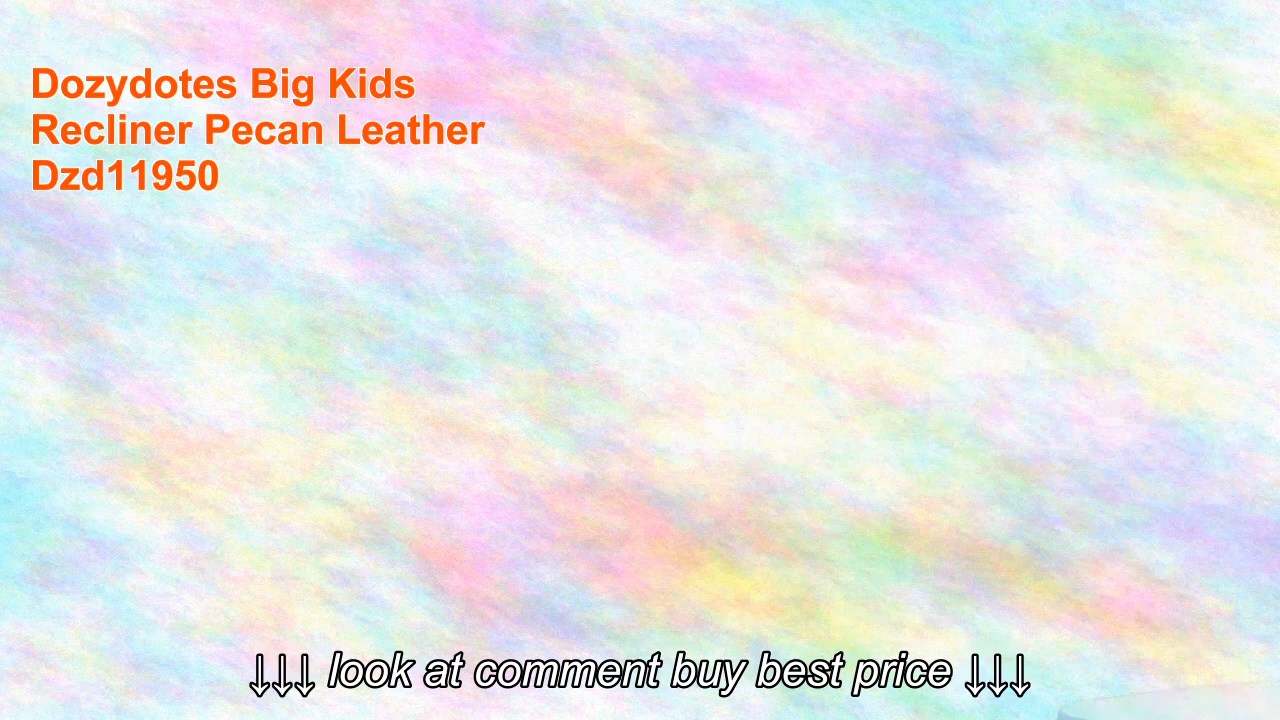 Dozydotes Big Kids
Recliner Pecan Leather
Dzd11950
↓↓↓ look at comment buy best price ↓↓↓